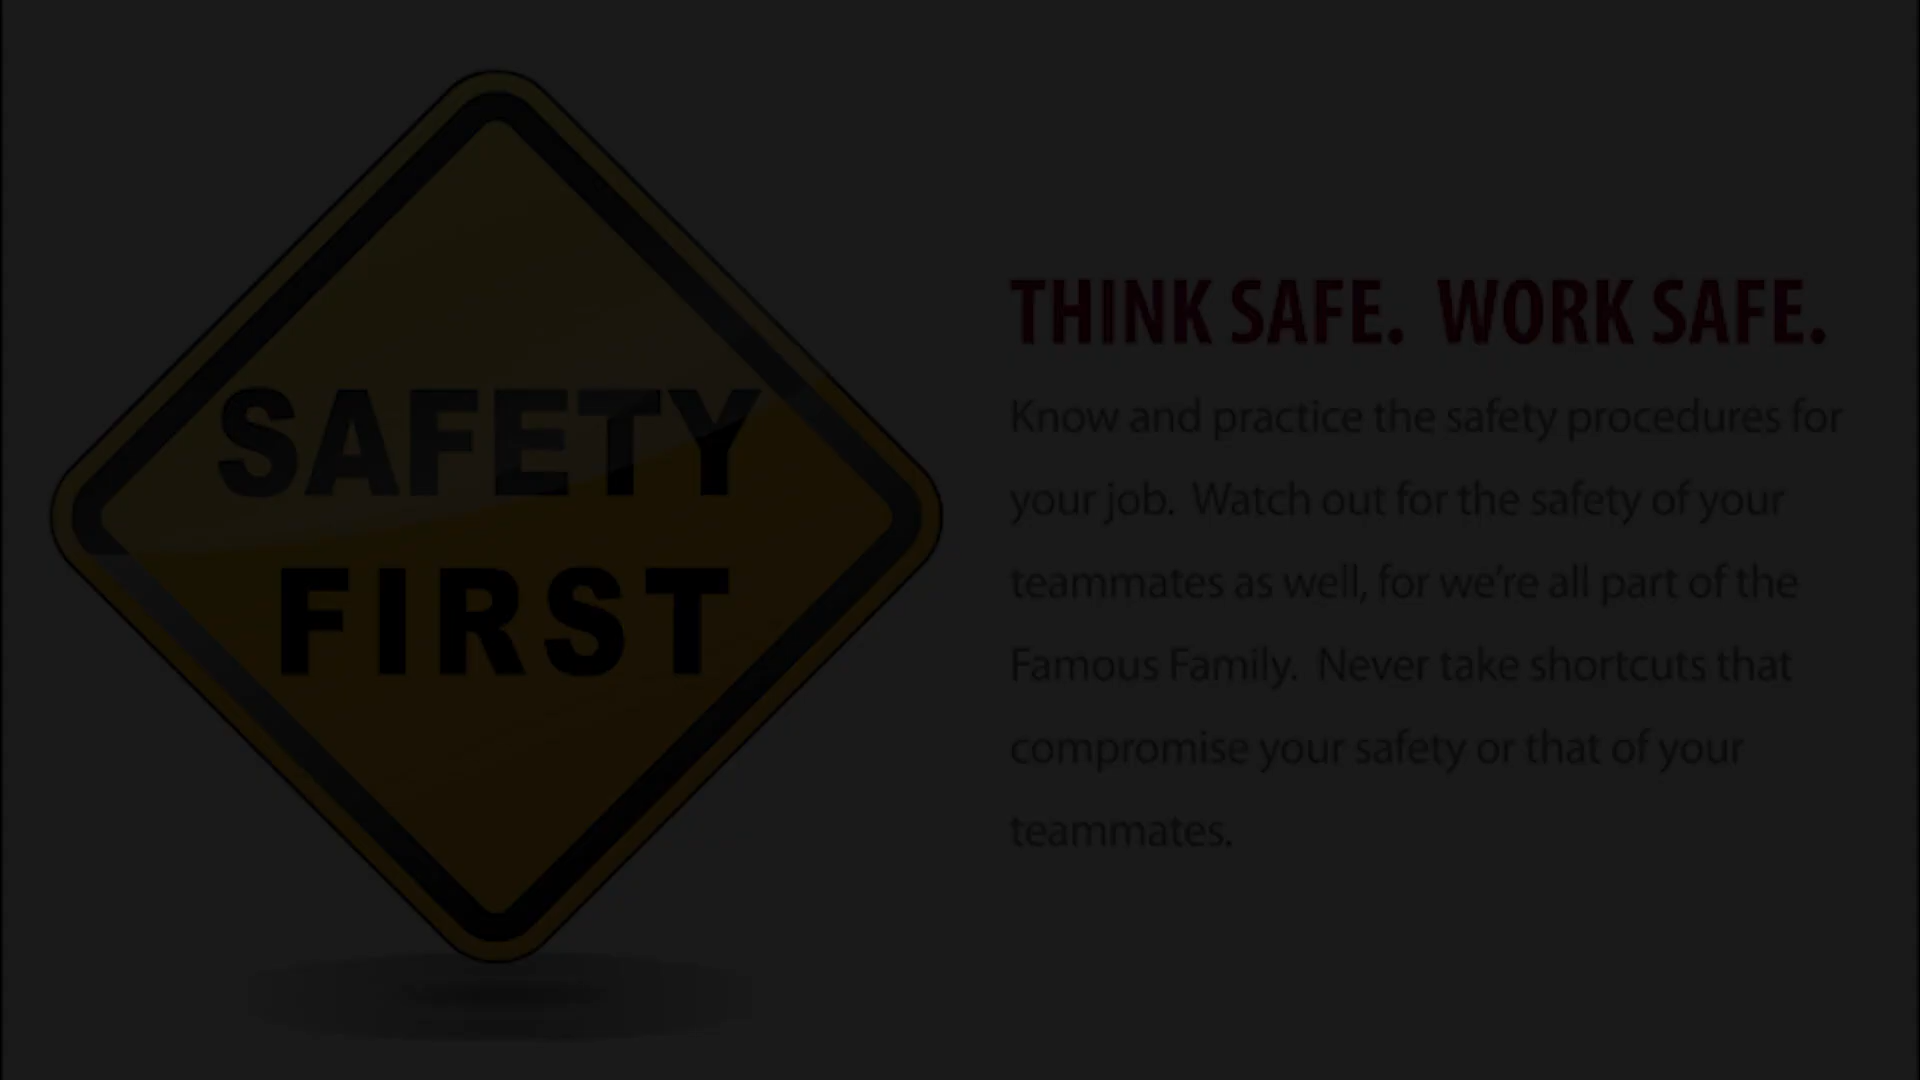 SAFETY
FIRST
THINK SAFE.  WORK SAFE.
Know and practice the safety procedures for
your job.  Watch out for the safety of your
teammates as well, for we’re all part of the
Famous Family.  Never take shortcuts that
compromise your safety or that of your
teammates.